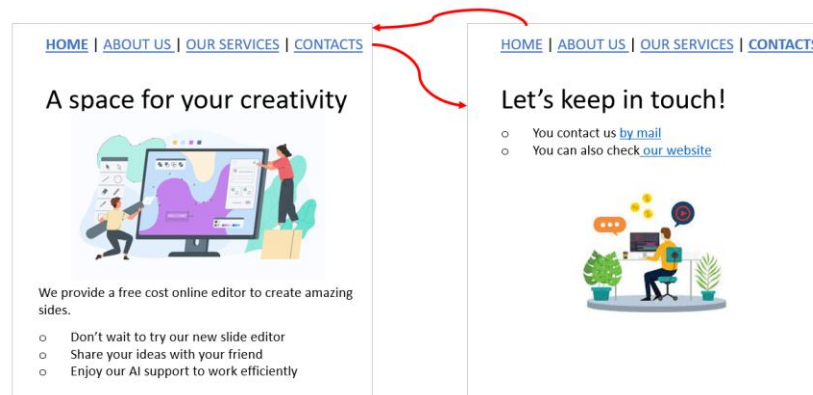 HOME | ABOUT US | OUR SERVICES | CONTACTS
A space for your creativity
We provide a free cost online editor to create amazing
sides.
o Don't wait to try our new slide editor
o Share your ideas with your friend
o Enjoy our AI support to work efficiently
HOME | ABOUT US | OUR SERVICES | CONTACTS
Let's keep in touch!
o You contact us by mail
o You can also check our website